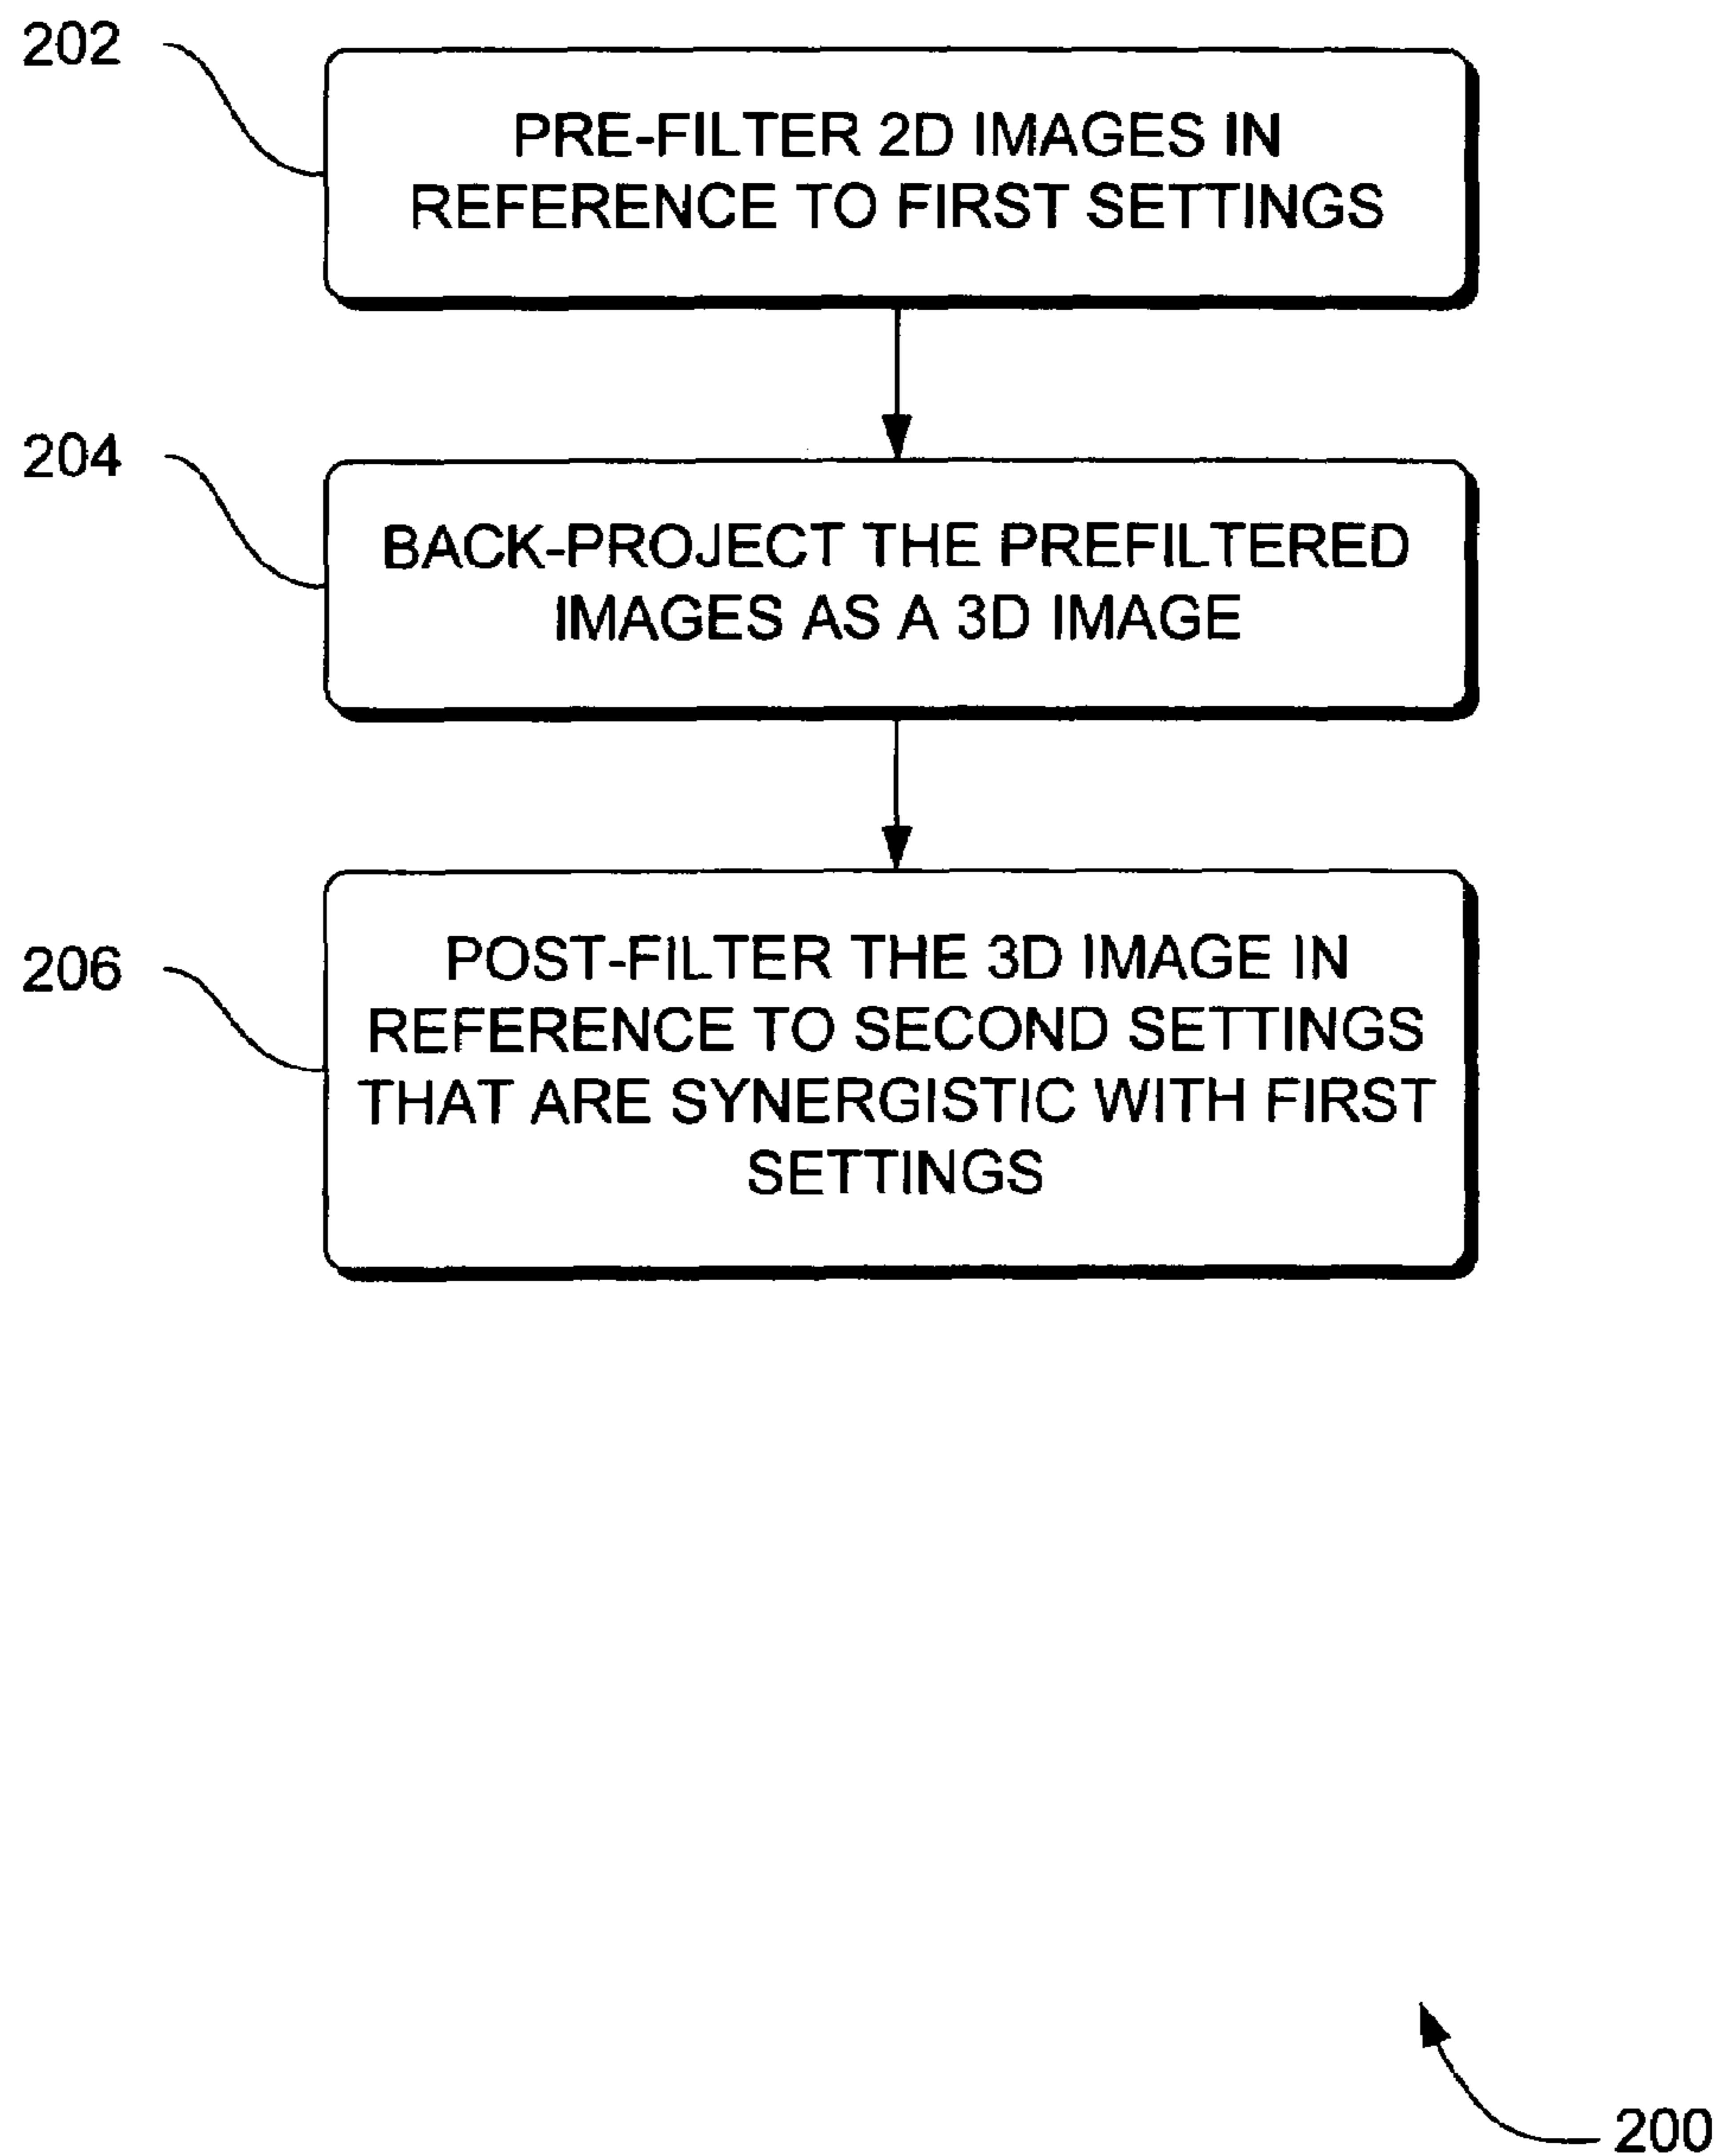 202
PRE-FILTER 2D IMAGES IN
REFERENCE TO FIRST SETTINGS
204
BACK-PROJECT THE PREFILTERED
IMAGES AS A 3D IMAGE
206
POST-FILTER THE 3D IMAGE IN
REFERENCE TO SECOND SETTINGS
THAT ARE SYNERGISTIC WITH FIRST
SETTINGS
200